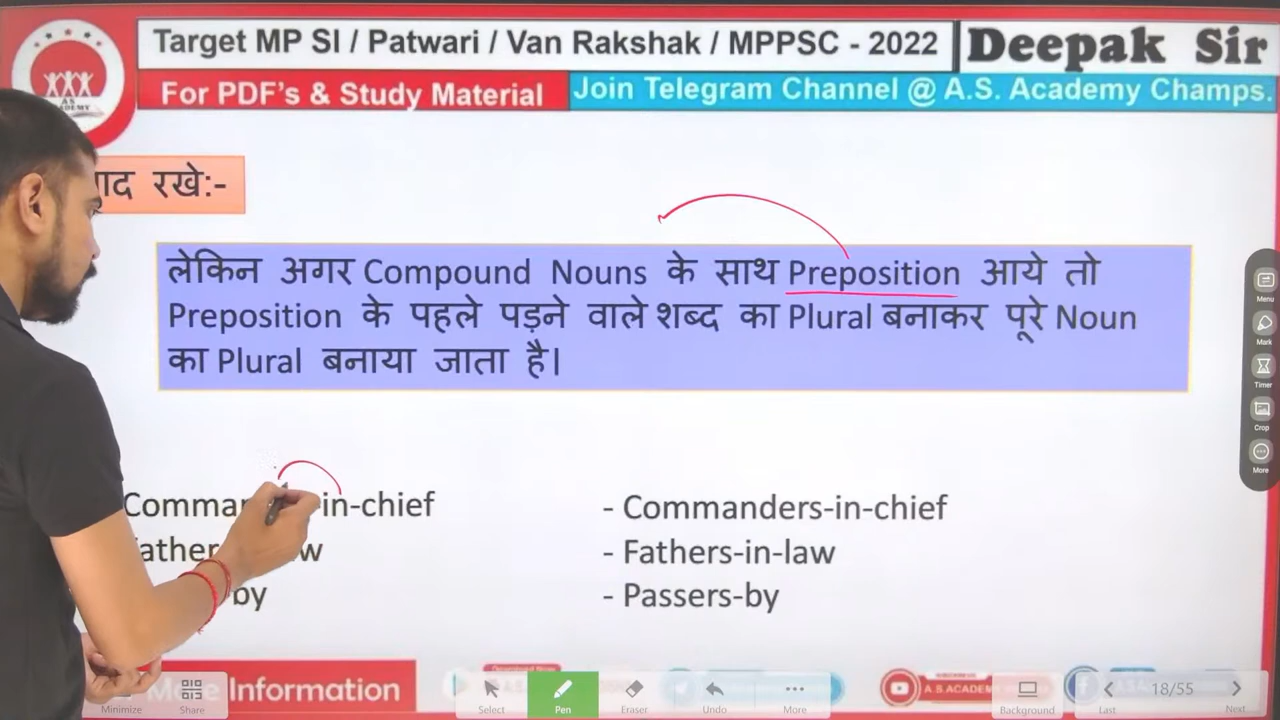 Target MP SI / Patwari / Van Rakshak / MPPSC - 2022
Deepak Sir
For PDF's & Study Material
Join Telegram Channel @ A.S. Academy Champs.
रखे:-
लेकिन अगर Compound Nouns के साथ Preposition आये तो
Preposition के पहले पड़ने वाले शब्द का Plural बनाकर पूरे Noun
का Plural बनाया जाता है।
in-chief
- Commanders-in-chief
- Fathers-in-law
by
- Passers-by
Information
Menu
Mark
Timer
Crop
More
Minimize
Share
Select
Pen
Eraser
Undo
More
Background
Last
18/55
Next